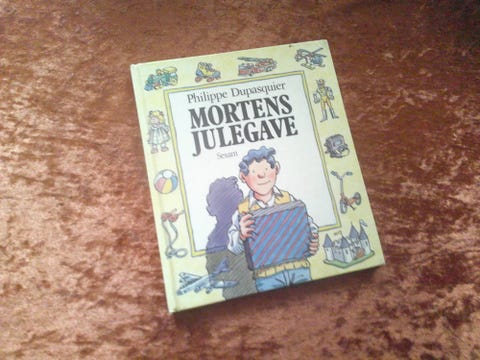 Philippe Dupasquier
MORTENS
JULEGAVE
Sesam